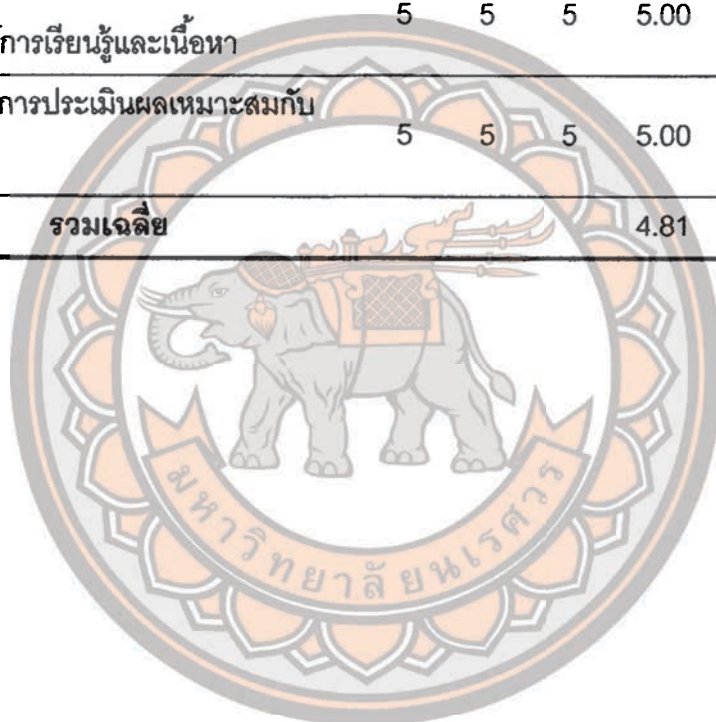 5 5 5 5.00
การเรียนรู้และเนื้อหา
การประเมินผลเหมาะสมกับ
5 5 5 5.00
รวมเฉลี่ย 4.81
มหาวิทยาลัยนเรศวร